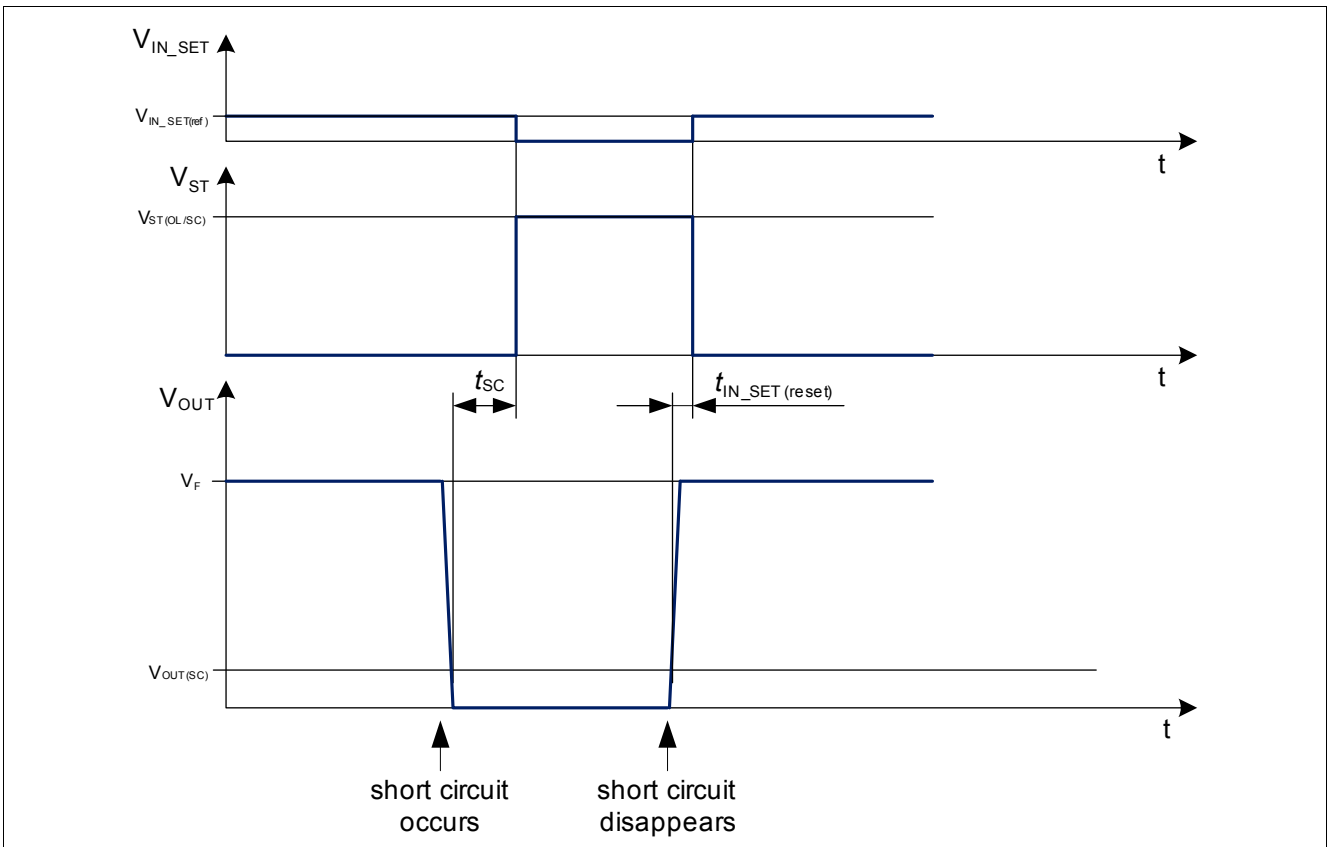 VIN_SET
VIN_SET(ref)
t
VST
VST(OL/SC)
t
tSC
tIN_SET (reset)
VOUT
VF
VOUT(SC)
t
short circuit
occurs
short circuit
disappears